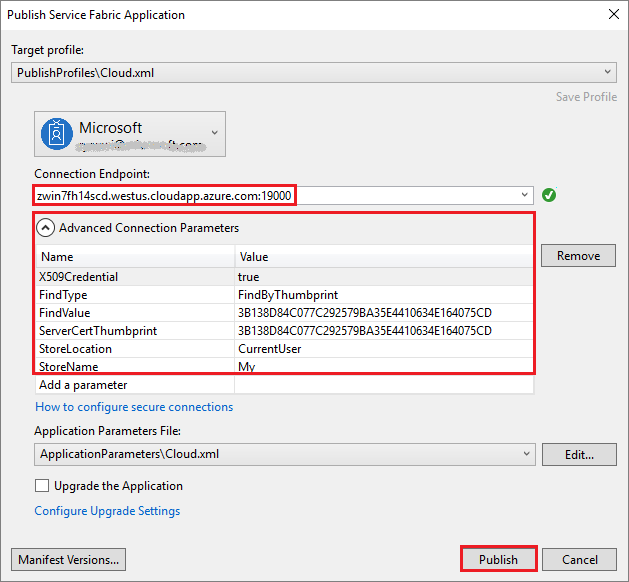 Publish Service Fabric Application
Target profile:
PublishProfiles\Cloud.xml
Save Profile
Microsoft
Connection Endpoint:
zwin7fh14scd.westus.cloudapp.azure.com:19000
Advanced Connection Parameters
Remove
Name Value
X509Credential true
FindType FindByThumbprint
FindValue 3B138D84C077C292579BA35E4410634E164075CD
ServerCertThumbprint 3B138D84C077C292579BA35E4410634E164075CD
StoreLocation CurrentUser
StoreName My
Add a parameter
How to configure secure connections
Application Parameters File:
ApplicationParameters\Cloud.xml
Edit...
Upgrade the Application
Configure Upgrade Settings
Manifest Versions... Publish Cancel